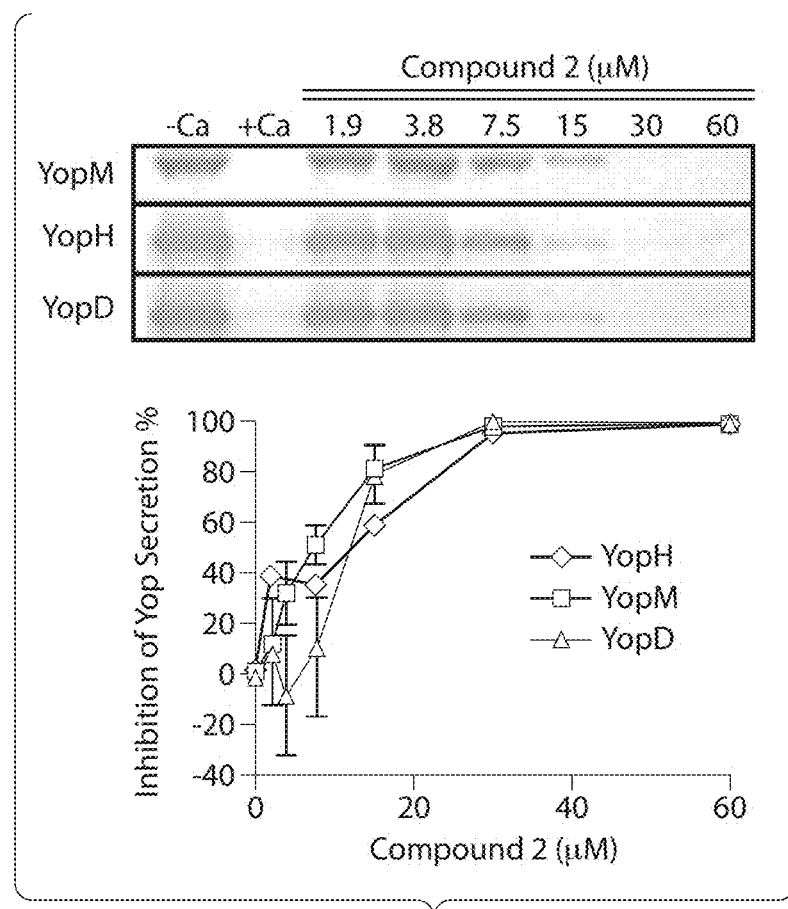 Compound 2 (μM)
-Ca +Ca 1.9 3.8 7.5 15 30 60
YopM
YopH
YopD
Inhibition of Yop Secretion %
100
80
60
40
20
0
-20
-40
0 20 40 60
Compound 2 (μM)
YopH
YopM
YopD